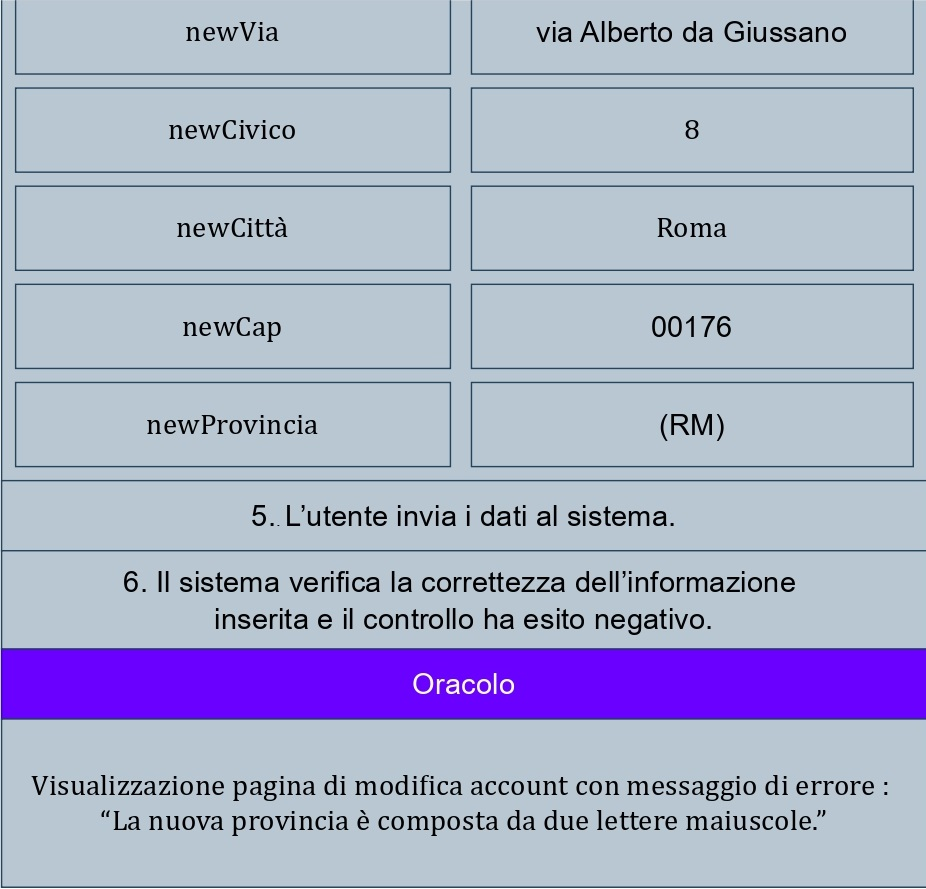 newVia
via Alberto da Giussano
newCivico
8
newCittà
Roma
newCap
00176
newProvincia
(RM)
5.. L’utente invia i dati al sistema.
6. Il sistema verifica la correttezza dell’informazione
inserita e il controllo ha esito negativo.
Oracolo
Visualizzazione pagina di modifica account con messaggio di errore :
“La nuova provincia è composta da due lettere maiuscole.”